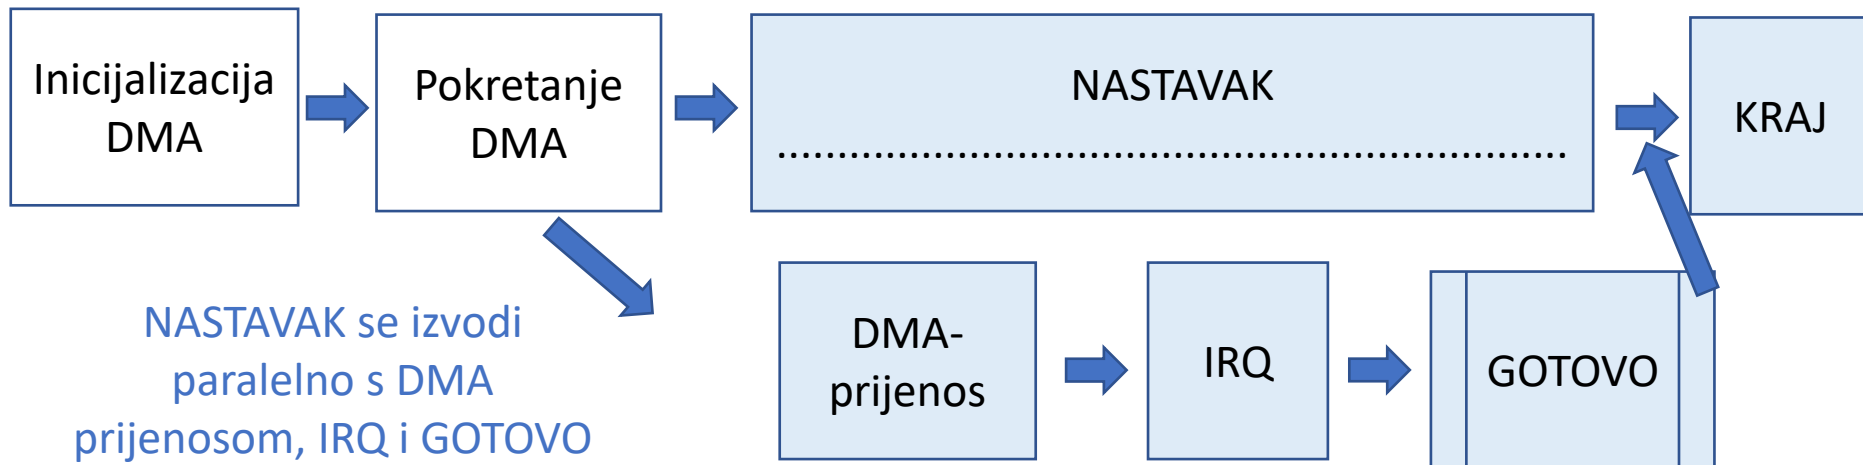 Inicijalizacija
DMA
Pokretanje
DMA
NASTAVAK
.................................................................
KRAJ
NASTAVAK se izvodi
paralelno s DMA
prijenosom, IRQ i GOTOVO
DMA-
prijenos
IRQ
GOTOVO